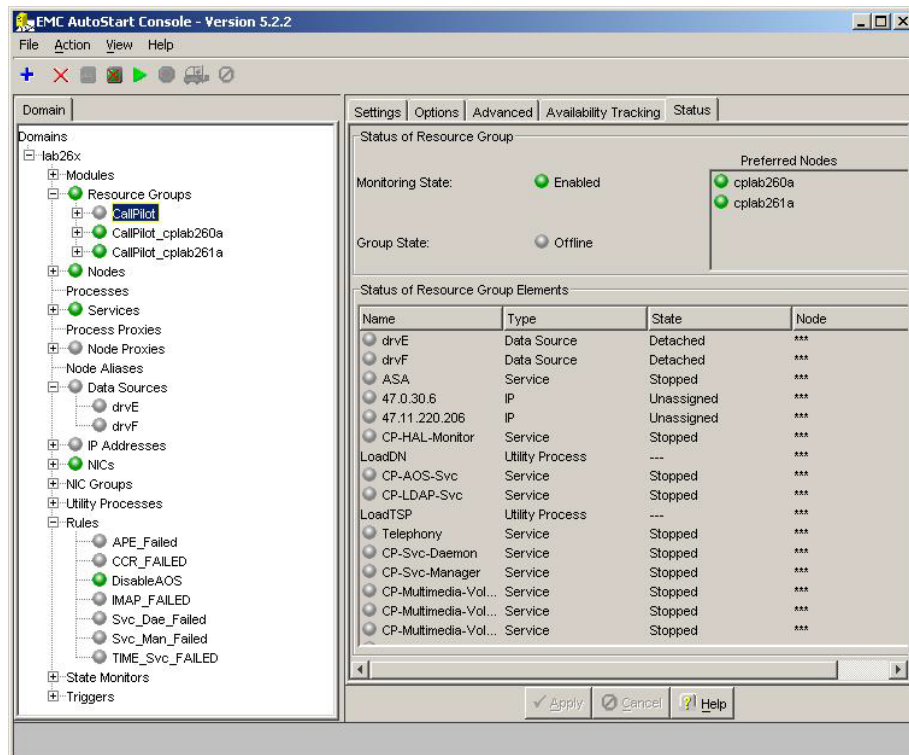 EMC AutoStart Console - Version 5.2.2
File Action View Help
Domain
Domains
lab26x
Modules
Resource Groups
CallPilot
CallPilot_cplab260a
CallPilot_cplab261a
Nodes
Processes
Services
Process Proxies
Node Proxies
Node Aliases
Data Sources
drvE
drvF
IP Addresses
NICs
NIC Groups
Utility Processes
Rules
APE_Failed
CCR_FAILED
DisableAOS
IMAP_FAILED
Svc_Dae_Failed
Svc_Man_Failed
TIME_Svc_FAILED
State Monitors
Triggers
Settings Options Advanced Availability Tracking Status
Status of Resource Group
Preferred Nodes
Monitoring State: Enabled
cplab260a
cplab261a
Group State: Offline
Status of Resource Group Elements
Name Type State Node
drvE Data Source Detached ***
drvF Data Source Detached ***
ASA Service Stopped ***
47.0.30.6 IP Unassigned ***
47.11.220.206 IP Unassigned ***
CP-HAL-Monitor Service Stopped ***
LoadDN Utility Process --- ***
CP-AOS-Svc Service Stopped ***
CP-LDAP-Svc Service Stopped ***
LoadTSP Utility Process --- ***
Telephony Service Stopped ***
CP-Svc-Daemon Service Stopped ***
CP-Svc-Manager Service Stopped ***
CP-Multimedia-Vol... Service Stopped ***
CP-Multimedia-Vol... Service Stopped ***
CP-Multimedia-Vol... Service Stopped ***
Apply Cancel Help